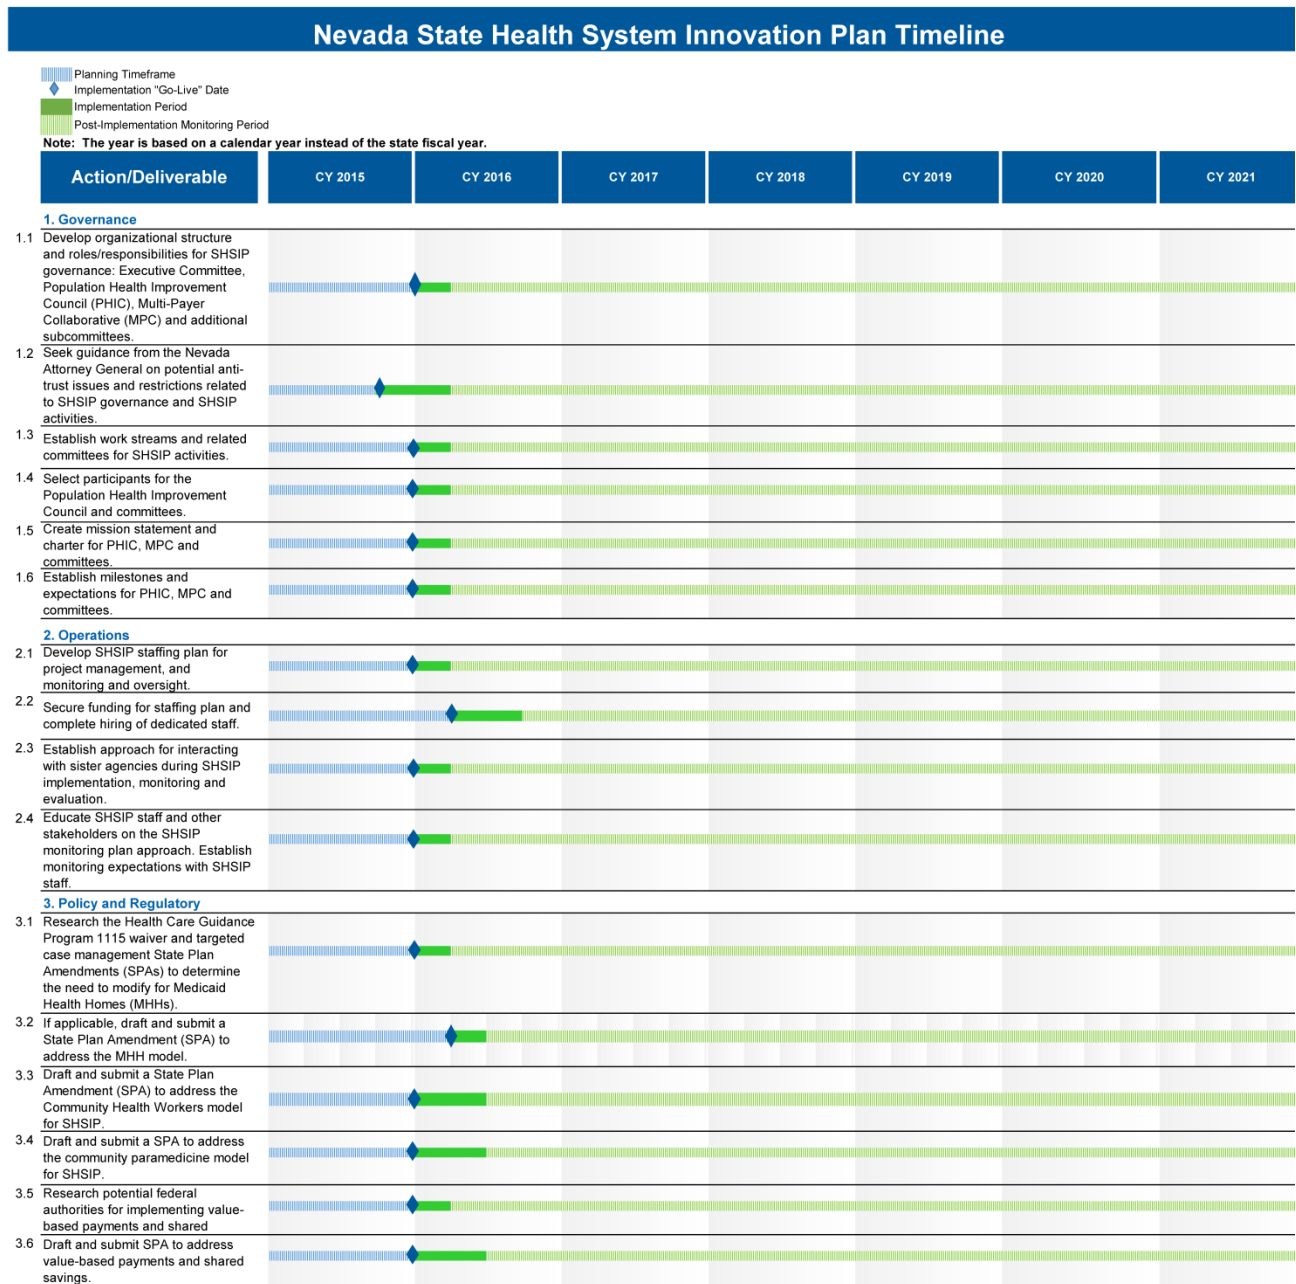 Nevada State Health System Innovation Plan Timeline
Planning Timeframe
Implementation "Go-Live" Date
Implementation Period
Post-Implementation Monitoring Period
Note: The year is based on a calendar year instead of the state fiscal year.
Action/Deliverable CY 2015 CY 2016 CY 2017 CY 2018 CY 2019 CY 2020 CY 2021
1. Governance
1.1 Develop organizational structure
and roles/responsibilities for SHSIP
governance: Executive Committee,
Population Health Improvement
Council (PHIC), Multi-Payer
Collaborative (MPC) and additional
subcommittees.
1.2 Seek guidance from the Nevada
Attorney General on potential anti-
trust issues and restrictions related
to SHSIP governance and SHSIP
activities.
1.3 Establish work streams and related
committees for SHSIP activities.
1.4 Select participants for the
Population Health Improvement
Council and committees.
1.5 Create mission statement and
charter for PHIC, MPC and
committees.
1.6 Establish milestones and
expectations for PHIC, MPC and
committees.
2. Operations
2.1 Develop SHSIP staffing plan for
project management, and
monitoring and oversight.
2.2 Secure funding for staffing plan and
complete hiring of dedicated staff.
2.3 Establish approach for interacting
with sister agencies during SHSIP
implementation, monitoring and
evaluation.
2.4 Educate SHSIP staff and other
stakeholders on the SHSIP
monitoring plan approach. Establish
monitoring expectations with SHSIP
staff.
3. Policy and Regulatory
3.1 Research the Health Care Guidance
Program 1115 waiver and targeted
case management State Plan
Amendments (SPAs) to determine
the need to modify for Medicaid
Health Homes (MHHs).
3.2 If applicable, draft and submit a
State Plan Amendment (SPA) to
address the MHH model.
3.3 Draft and submit a State Plan
Amendment (SPA) to address the
Community Health Workers model
for SHSIP.
3.4 Draft and submit a SPA to address
the community paramedicine model
for SHSIP.
3.5 Research potential federal
authorities for implementing value-
based payments and shared
3.6 Draft and submit SPA to address
value-based payments and shared
savings.